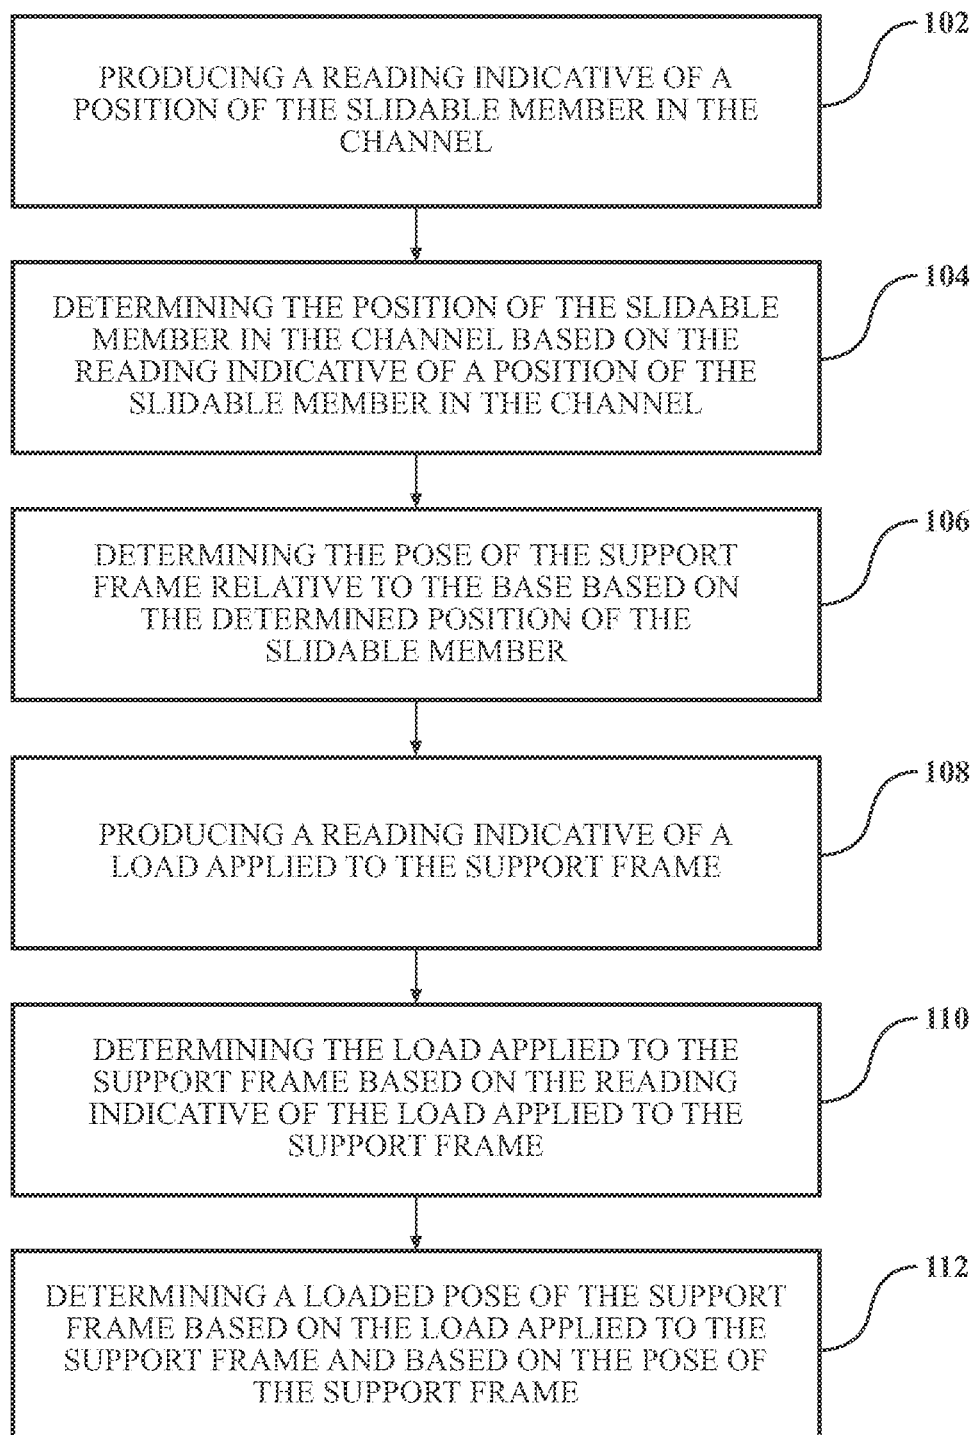 102
PRODUCING A READING INDICATIVE OF A
POSITION OF THE SLIDABLE MEMBER IN THE
CHANNEL
104
DETERMINING THE POSITION OF THE SLIDABLE
MEMBER IN THE CHANNEL BASED ON THE
READING INDICATIVE OF A POSITION OF THE
SLIDABLE MEMBER IN THE CHANNEL
106
DETERMINING THE POSE OF THE SUPPORT
FRAME RELATIVE TO THE BASE BASED ON
THE DETERMINED POSITION OF THE
SLIDABLE MEMBER
108
PRODUCING A READING INDICATIVE OF A
LOAD APPLIED TO THE SUPPORT FRAME
110
DETERMINING THE LOAD APPLIED TO THE
SUPPORT FRAME BASED ON THE READING
INDICATIVE OF THE LOAD APPLIED TO THE
SUPPORT FRAME
112
DETERMINING A LOADED POSE OF THE SUPPORT
FRAME BASED ON THE LOAD APPLIED TO THE
SUPPORT FRAME AND BASED ON THE POSE OF
THE SUPPORT FRAME